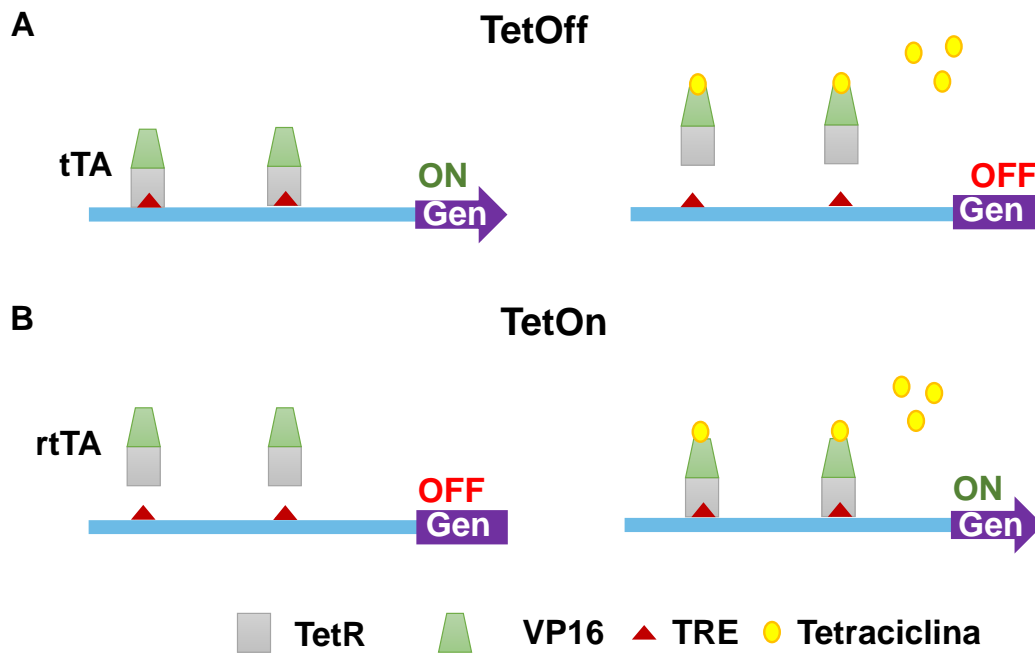 A
TetOff
tTA
ON
Gen
OFF
Gen
B
TetOn
rtTA
OFF
Gen
ON
Gen
TetR
VP16
TRE
Tetraciclina